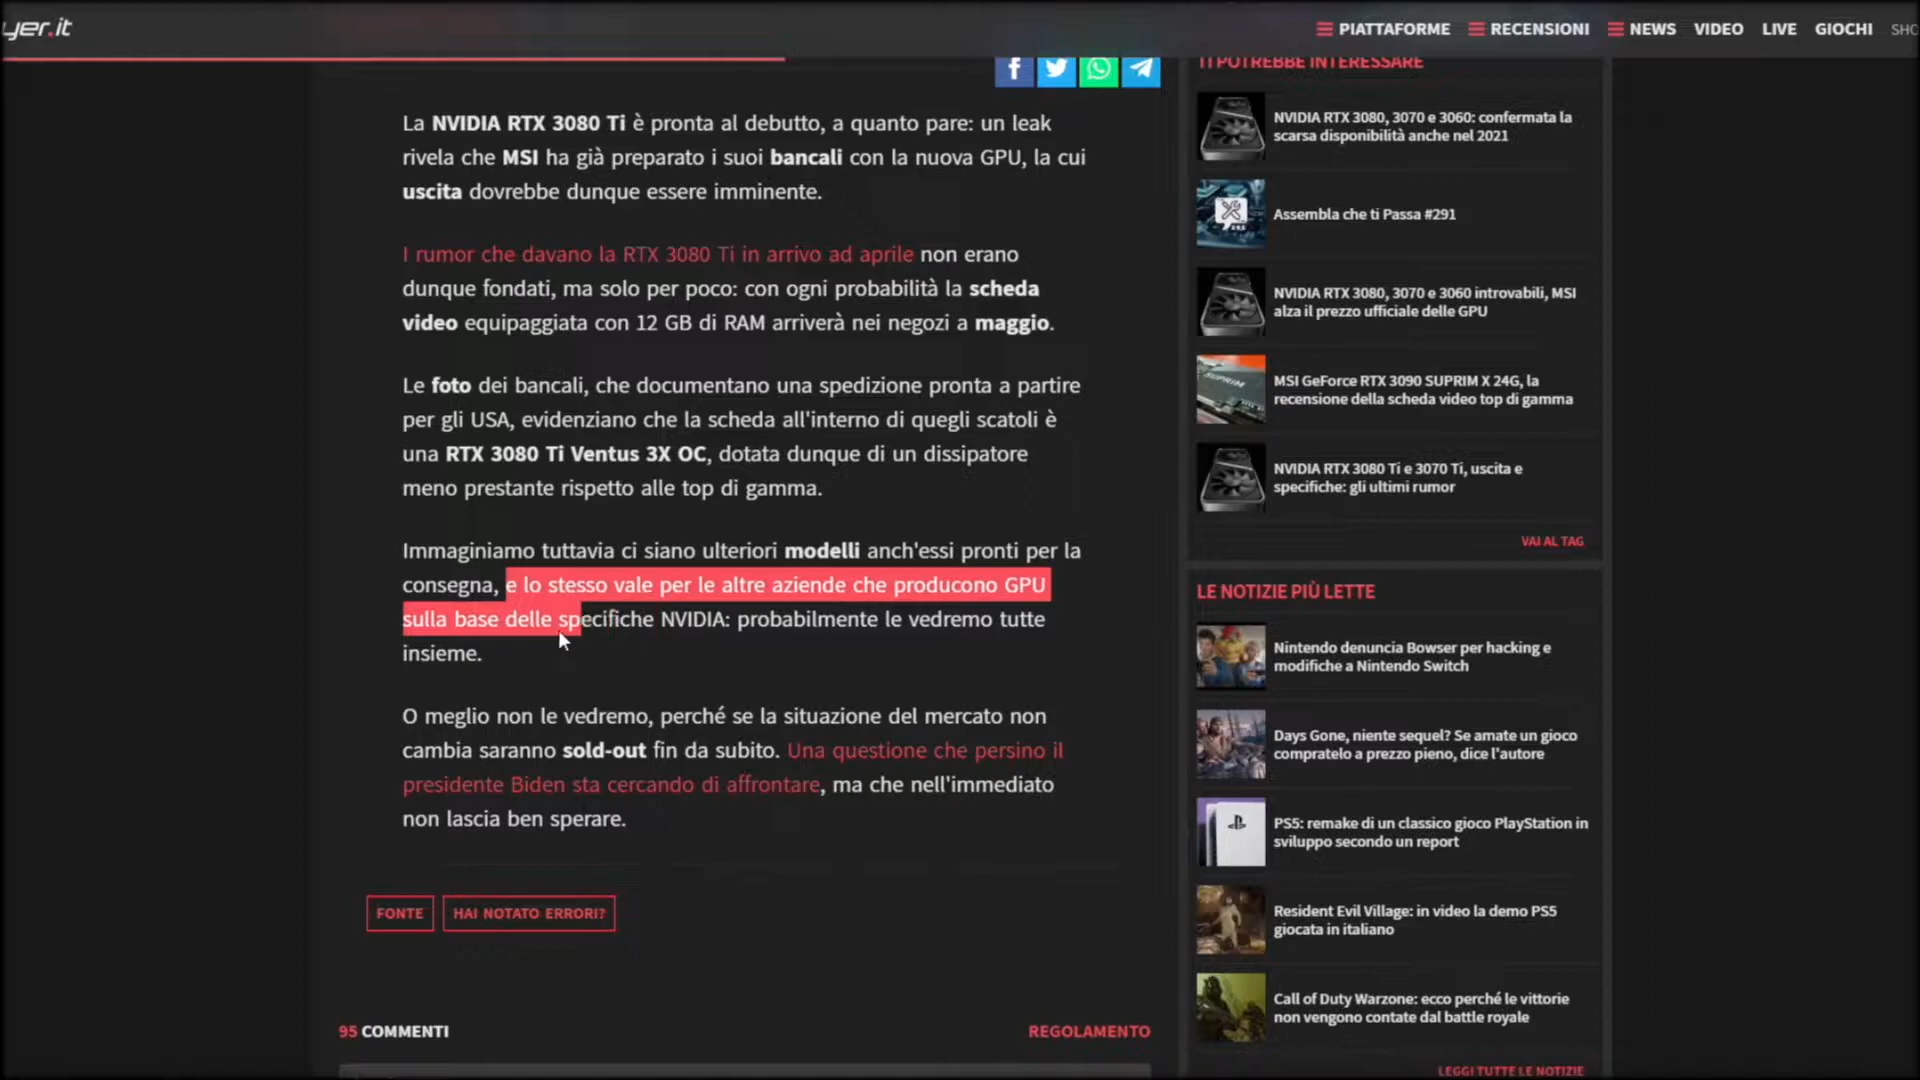 yer.it
PIATTAFORME
RECENSIONI
NEWS
VIDEO
LIVE
GIOCHI
La NVIDIA RTX 3080 Ti è pronta al debutto, a quanto pare: un leak
rivela che MSI ha già preparato i suoi bancali con la nuova GPU, la cui
uscita dovrebbe dunque essere imminente.
I rumor che davano la RTX 3080 Ti in arrivo ad aprile non erano
dunque fondati, ma solo per poco: con ogni probabilità la scheda
video equipaggiata con 12 GB di RAM arriverà nei negozi a maggio.
Le foto dei bancali, che documentano una spedizione pronta a partire
per gli USA, evidenziano che la scheda all'interno di quegli scatoli è
una RTX 3080 Ti Ventus 3X OC, dotata dunque di un dissipatore
meno prestante rispetto alle top di gamma.
Immaginiamo tuttavia ci siano ulteriori modelli anch'essi pronti per la
consegna, e lo stesso vale per le altre aziende che producono GPU
sulla base delle specifiche NVIDIA: probabilmente le vedremo tutte
insieme.
O meglio non le vedremo, perché se la situazione del mercato non
cambia saranno sold-out fin da subito. Una questione che persino il
presidente Biden sta cercando di affrontare, ma che nell'immediato
non lascia ben sperare.
FONTE
HAI NOTATO ERRORI?
95 COMMENTI
REGOLAMENTO
TI POTREBBE INTERESSARE
NVIDIA RTX 3080, 3070 e 3060: confermata la
scarsa disponibilità anche nel 2021
Assembla che ti Passa #291
NVIDIA RTX 3080, 3070 e 3060 introvabili, MSI
alza il prezzo ufficiale delle GPU
SUPRIM
MSI GeForce RTX 3090 SUPRIM X 24G, la
recensione della scheda video top di gamma
NVIDIA RTX 3080 Ti e 3070 Ti, uscita e
specifiche: gli ultimi rumor
VAI AL TAG
LE NOTIZIE PIÙ LETTE
Nintendo denuncia Bowser per hacking e
modifiche a Nintendo Switch
Days Gone, niente sequel? Se amate un gioco
compratelo a prezzo pieno, dice l'autore
PS5: remake di un classico gioco PlayStation in
sviluppo secondo un report
Resident Evil Village: in video la demo PS5
giocata in italiano
Call of Duty Warzone: ecco perché le vittorie
non vengono contate dal battle royale
LEGGI TUTTE LE NOTIZIE